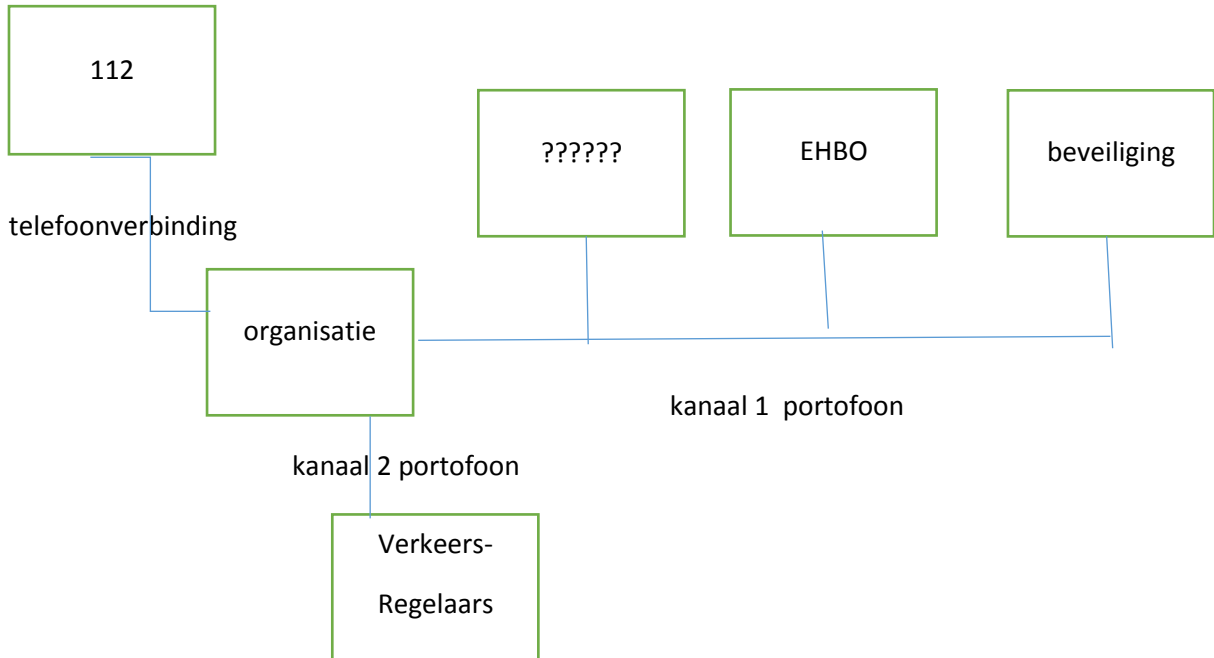 112
??????
EHBO
beveiliging
telefoonverbinding
organisatie
kanaal 1 portofoon
kanaal 2 portofoon
Verkeers-
Regelaars